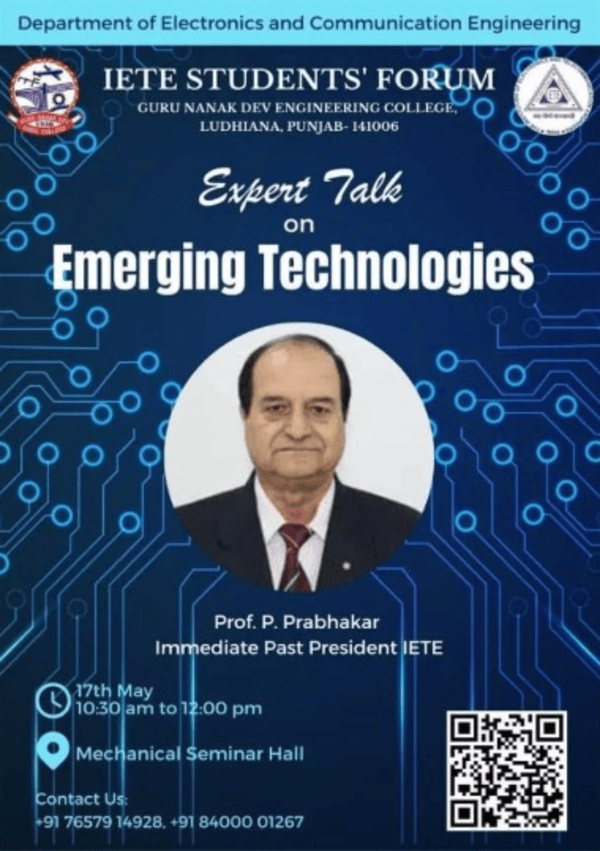 Department of Electronics and Communication Engineering
IETE STUDENTS' FORUM
GURU NANAK DEV ENGINEERING COLLEGE,
LUDHIANA, PUNJAB- 141006
Expert Talk
on
Emerging Technologies
Prof. P. Prabhakar
Immediate Past President IETE
17th May
10:30 am to 12:00 pm
Mechanical Seminar Hall
Contact Us:
+91 76579 14928, +91 84000 01267